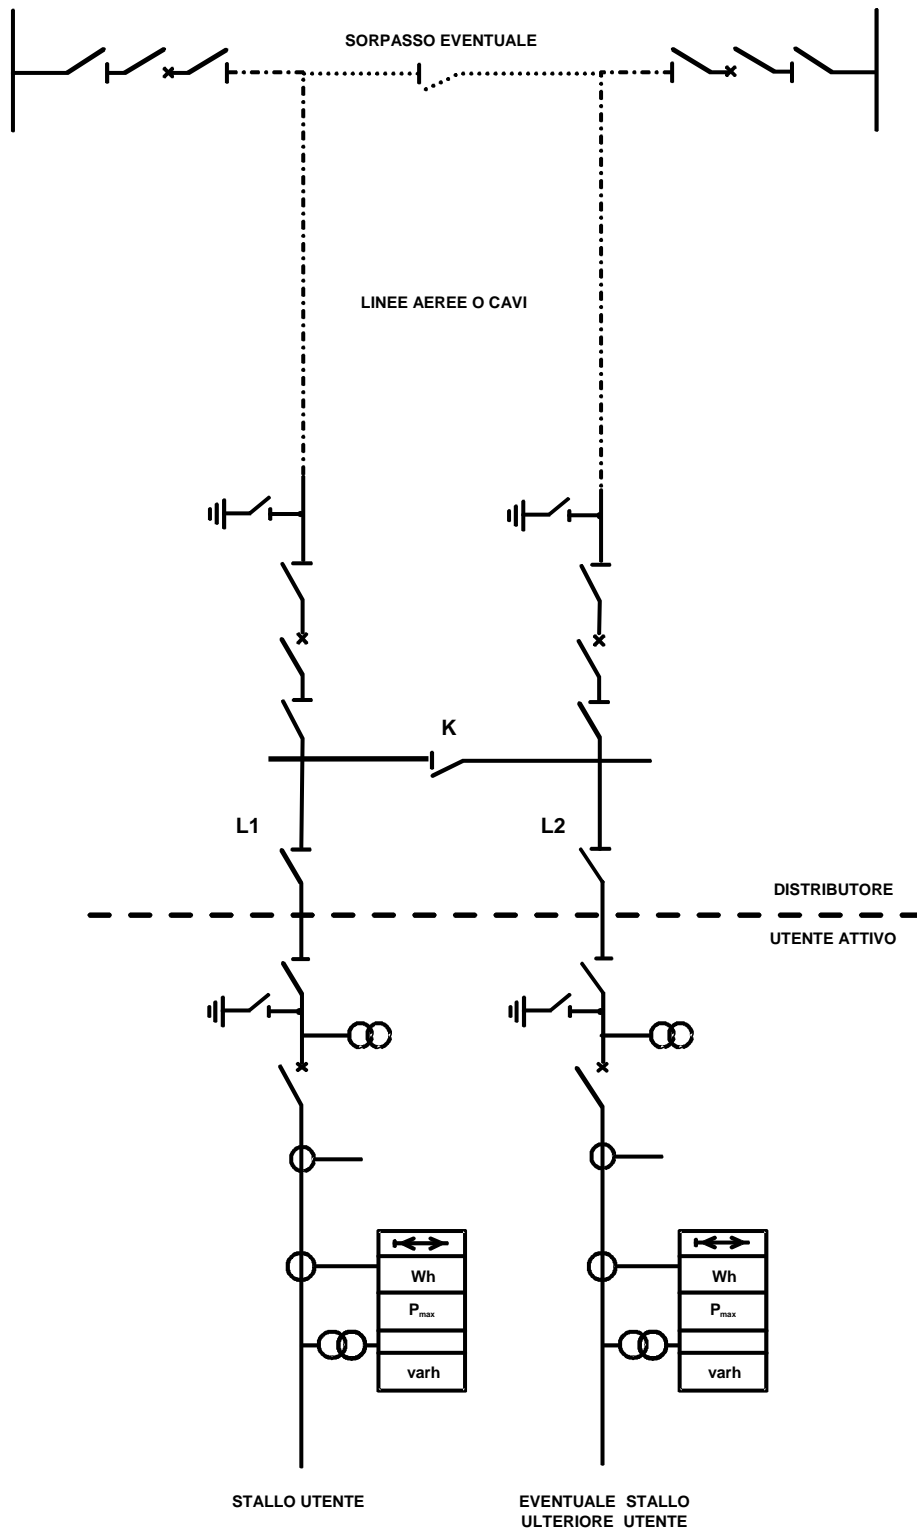 SORPASSO EVENTUALE
LINEE AEREE O CAVI
K
L1
L2
DISTRIBUTORE
UTENTE ATTIVO
Wh
Pmax
varh
Wh
Pmax
varh
STALLO UTENTE
EVENTUALE STALLO
ULTERIORE UTENTE